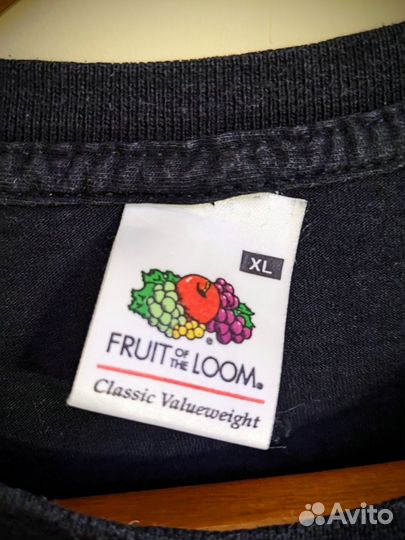 XL
FRUIT OF THE LOOM®
Classic Valueweight
Avito